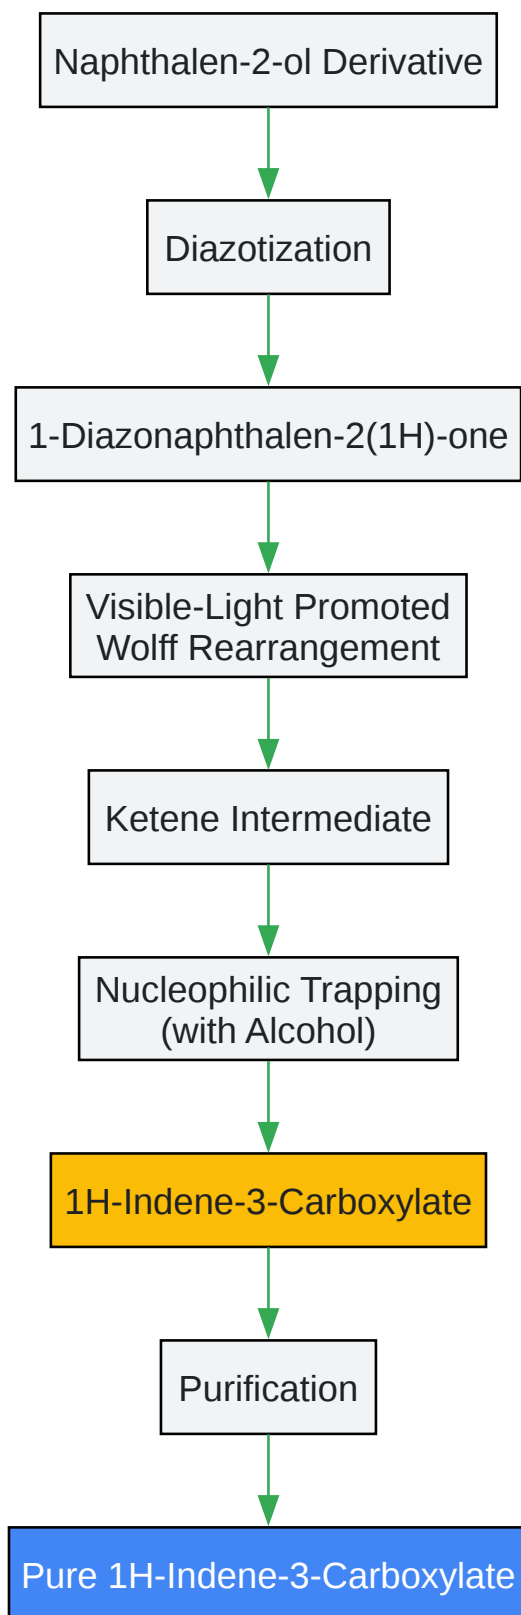 Naphthalen-2-ol Derivative
Diazotization
1-Diazonaphthalen-2(1H)-one
Visible-Light Promoted
Wolff Rearrangement
Ketene Intermediate
Nucleophilic Trapping
(with Alcohol)
1H-Indene-3-Carboxylate
Purification
Pure 1H-Indene-3-Carboxylate